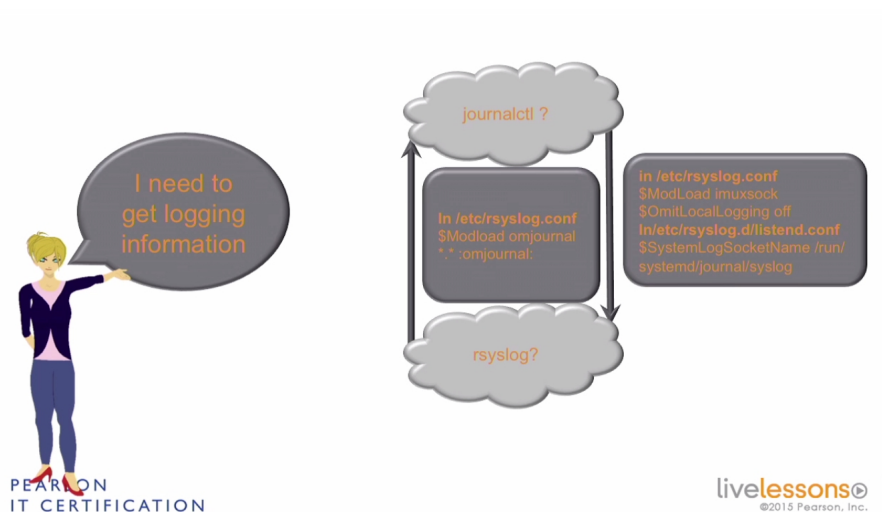 I need to
get logging
information
journalctl ?
In /etc/rsyslog.conf
$Modload omjournal
*.* :omjournal:
in /etc/rsyslog.conf
$ModLoad imuxsock
$OmitLocalLogging off
In/etc/rsyslog.d/listend.conf
$SystemLogSocketName /run/
systemd/journal/syslog
rsyslog?
PEARSON
IT CERTIFICATION
livelessons
©2015 Pearson, Inc.